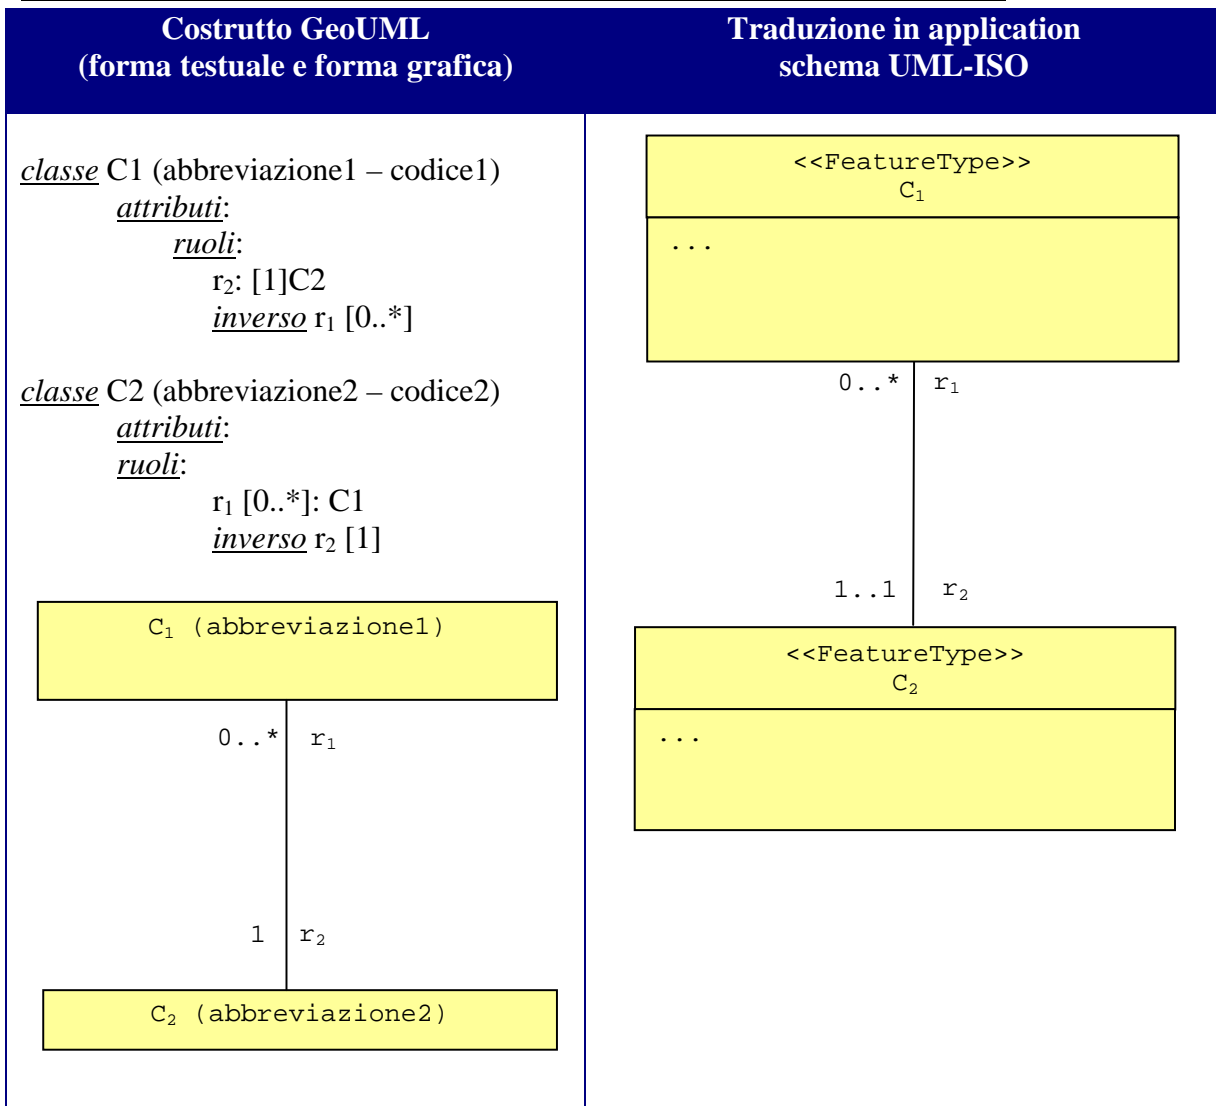 Costrutto GeoUML
(forma testuale e forma grafica)
Traduzione in application
schema UML-ISO
classe C1 (abbreviazione1 – codice1)
attributi:
ruoli:
r₂: [1]C2
inverso r₁ [0..*]
classe C2 (abbreviazione2 – codice2)
attributi:
ruoli:
r₁ [0..*]: C1
inverso r₂ [1]
C₁ (abbreviazione1)
0..* r₁
1 r₂
C₂ (abbreviazione2)
<<FeatureType>>
C₁
...
0..* r₁
1..1 r₂
<<FeatureType>>
C₂
...